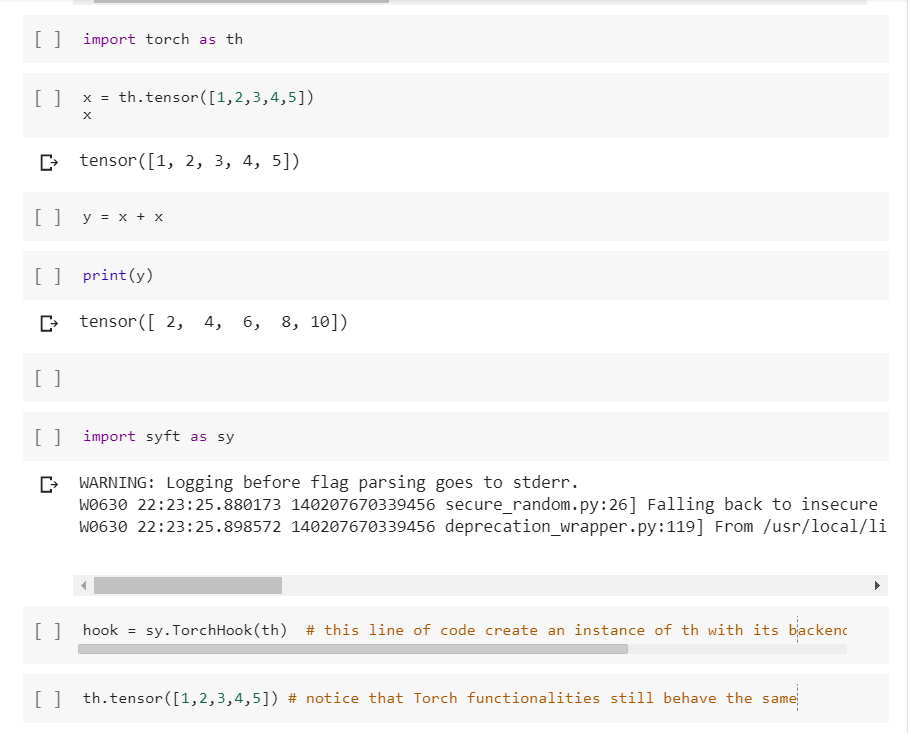 [ ] import torch as th
[ ] x = th.tensor([1,2,3,4,5])
x
tensor([1, 2, 3, 4, 5])
[ ] y = x + x
[ ] print(y)
tensor([ 2,  4,  6,  8, 10])
[ ]
[ ] import syft as sy
WARNING: Logging before flag parsing goes to stderr.
W0630 22:23:25.880173 140207670339456 secure_random.py:26] Falling back to insecure
W0630 22:23:25.898572 140207670339456 deprecation_wrapper.py:119] From /usr/local/li
[ ] hook = sy.TorchHook(th)  # this line of code create an instance of th with its
[ ] th.tensor([1,2,3,4,5]) # notice that Torch functionalities still behave the same